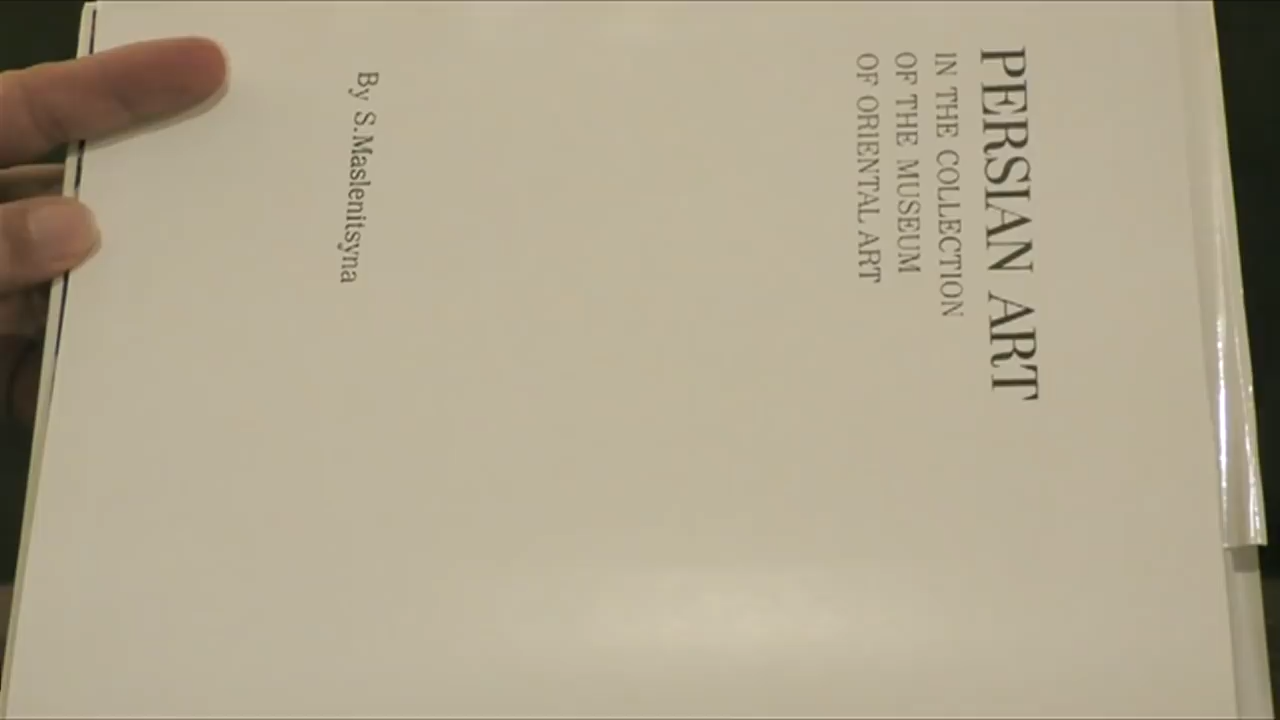 PERSIAN ART
IN THE COLLECTION
OF THE MUSEUM
OF ORIENTAL ART
By S.Maslenitsyna